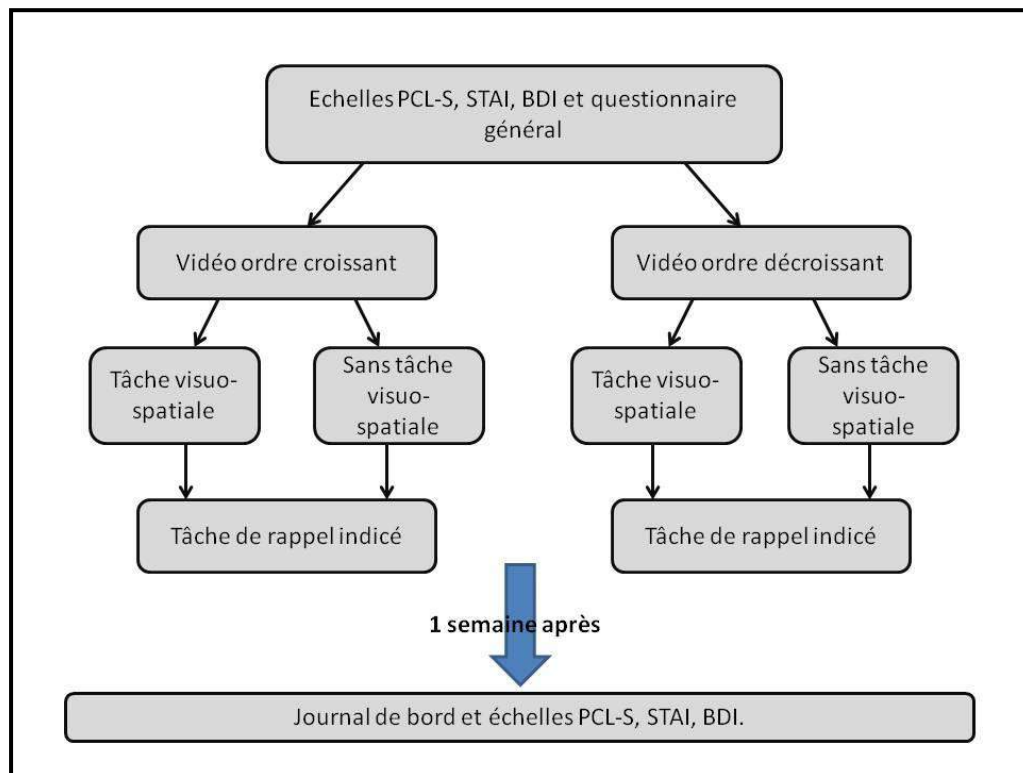 Echelles PCL-S, STAI, BDI et questionnaire
général
Vidéo ordre croissant
Vidéo ordre décroissant
Tâche visuo-
spatiale
Sans tâche
visuo-
spatiale
Tâche visuo-
spatiale
Sans tâche
visuo-
spatiale
Tâche de rappel indicé
Tâche de rappel indicé
1 semaine après
Journal de bord et échelles PCL-S, STAI, BDI.